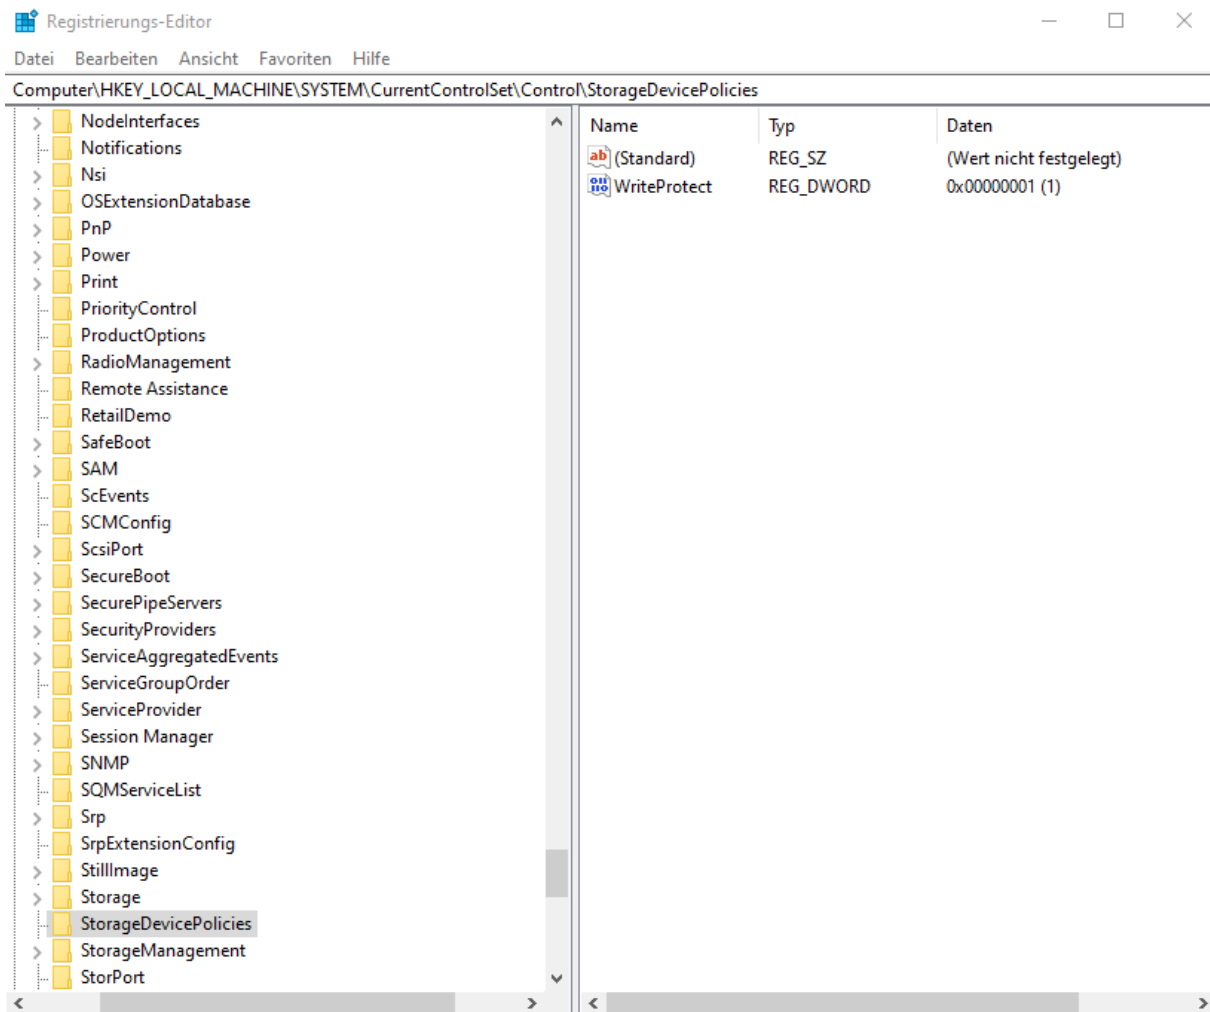 Registrierungs-Editor
Datei Bearbeiten Ansicht Favoriten Hilfe
Computer\HKEY_LOCAL_MACHINE\SYSTEM\CurrentControlSet\Control\StorageDevicePolicies
NodeInterfaces
Notifications
Nsi
OSExtensionDatabase
PnP
Power
Print
PriorityControl
ProductOptions
RadioManagement
Remote Assistance
RetailDemo
SafeBoot
SAM
ScEvents
SCMConfig
ScsiPort
SecureBoot
SecurePipeServers
SecurityProviders
ServiceAggregatedEvents
ServiceGroupOrder
ServiceProvider
Session Manager
SNMP
SQMServiceList
Srp
SrpExtensionConfig
StillImage
Storage
StorageDevicePolicies
StorageManagement
StorPort
Name Typ Daten
(Standard) REG_SZ (Wert nicht festgelegt)
WriteProtect REG_DWORD 0x00000001 (1)